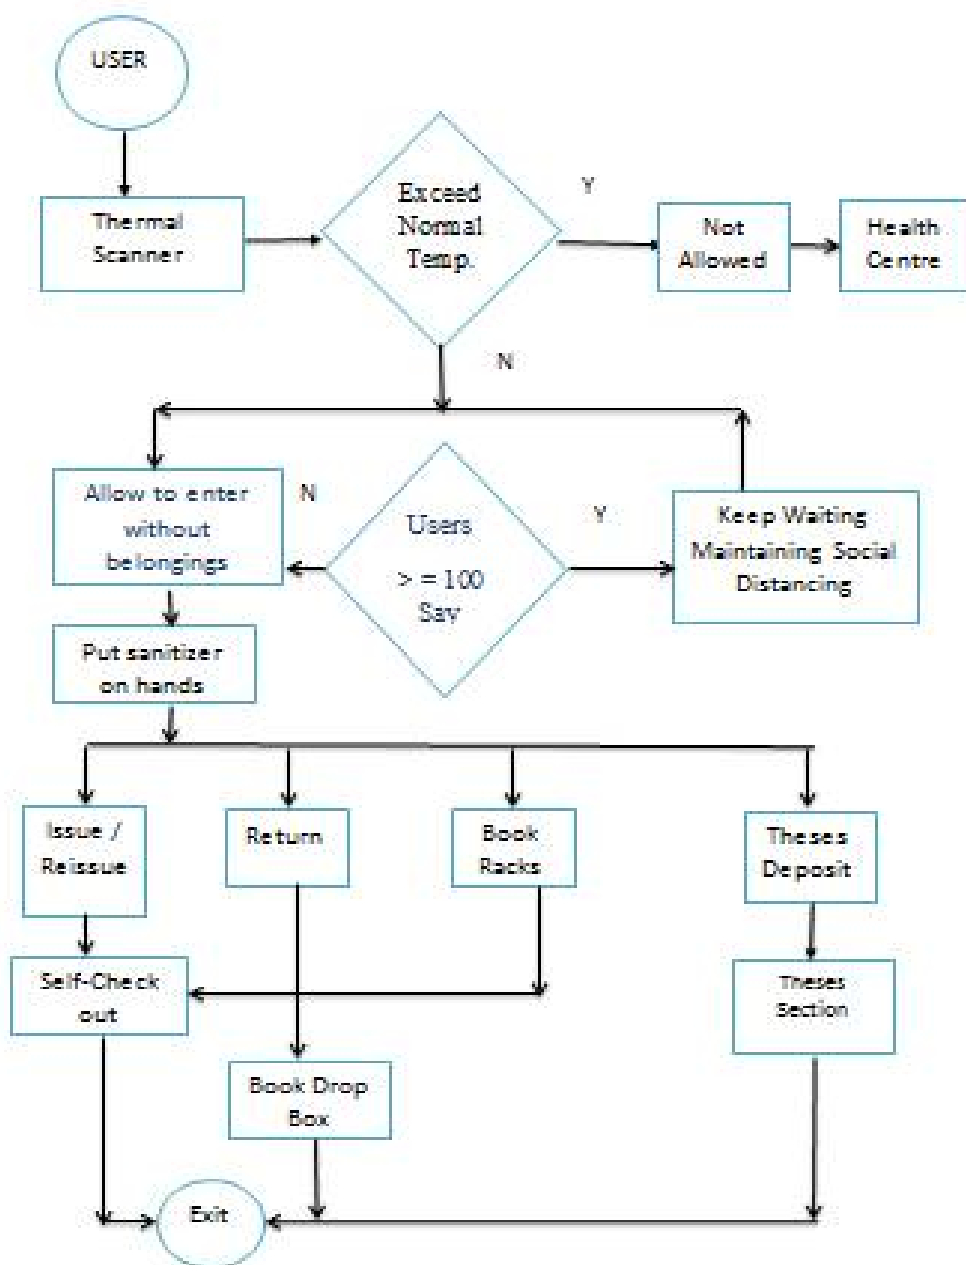 USER
Thermal
Scanner
Exceed
Normal
Temp.
Y
Not
Allowed
Health
Centre
N
Allow to enter
without
belongings
N
Users
> = 100
Say
Y
Keep Waiting
Maintaining Social
Distancing
Put sanitizer
on hands
Issue /
Reissue
Return
Book
Racks
Theses
Deposit
Self-Check
out
Theses
Section
Book Drop
Box
Exit